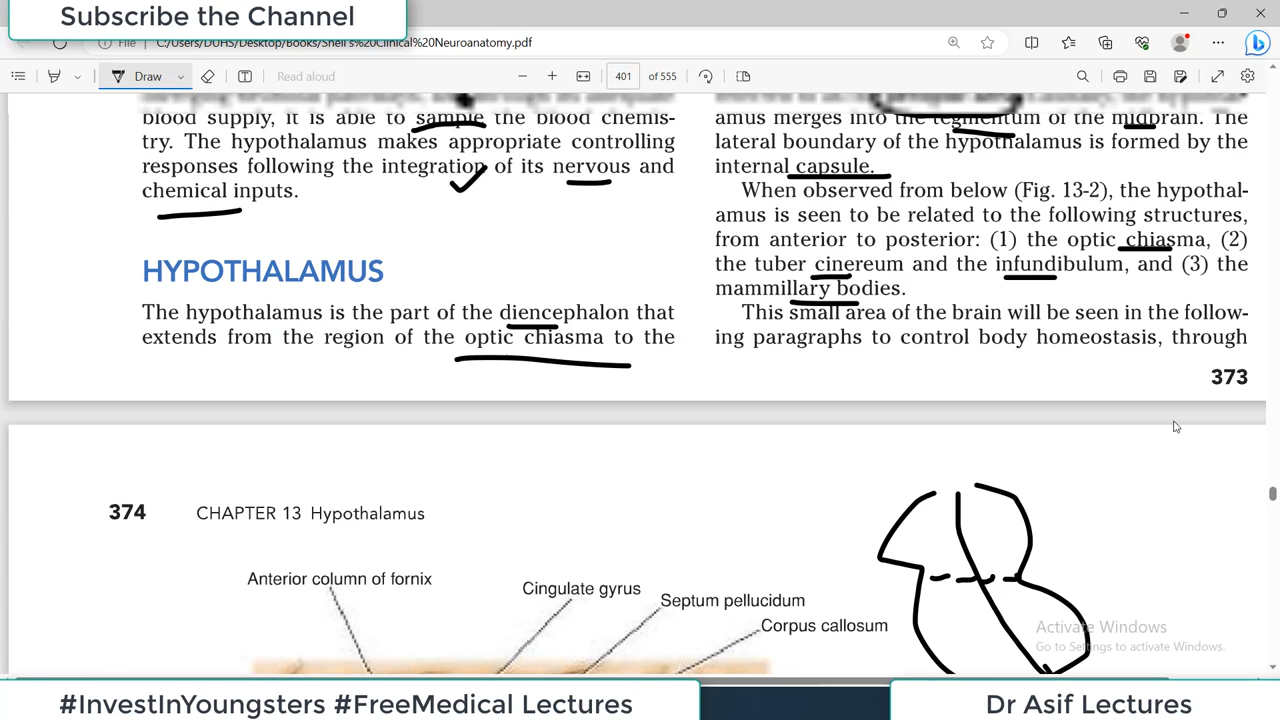 Subscribe the Channel
File
C:/Users/DUHS/Desktop/Books/Snell's%20Clinical%20Neuroanatomy.pdf
Draw
Read aloud
401
of 555
blood supply, it is able to sample the blood chemis-
try. The hypothalamus makes appropriate controlling
responses following the integration of its nervous and
chemical inputs.
HYPOTHALAMUS
The hypothalamus is the part of the diencephalon that
extends from the region of the optic chiasma to the
amus merges into the tegmentum of the midbrain. The
lateral boundary of the hypothalamus is formed by the
internal capsule.
When observed from below (Fig. 13-2), the hypothal-
amus is seen to be related to the following structures,
from anterior to posterior: (1) the optic chiasma, (2)
the tuber cinereum and the infundibulum, and (3) the
mammillary bodies.
This small area of the brain will be seen in the follow-
ing paragraphs to control body homeostasis, through
373
374
CHAPTER 13 Hypothalamus
Anterior column of fornix
Cingulate gyrus
Septum pellucidum
Corpus callosum
Activate Windows
Go to Settings to activate Windows.
#InvestInYoungsters #FreeMedical Lectures
Dr Asif Lectures